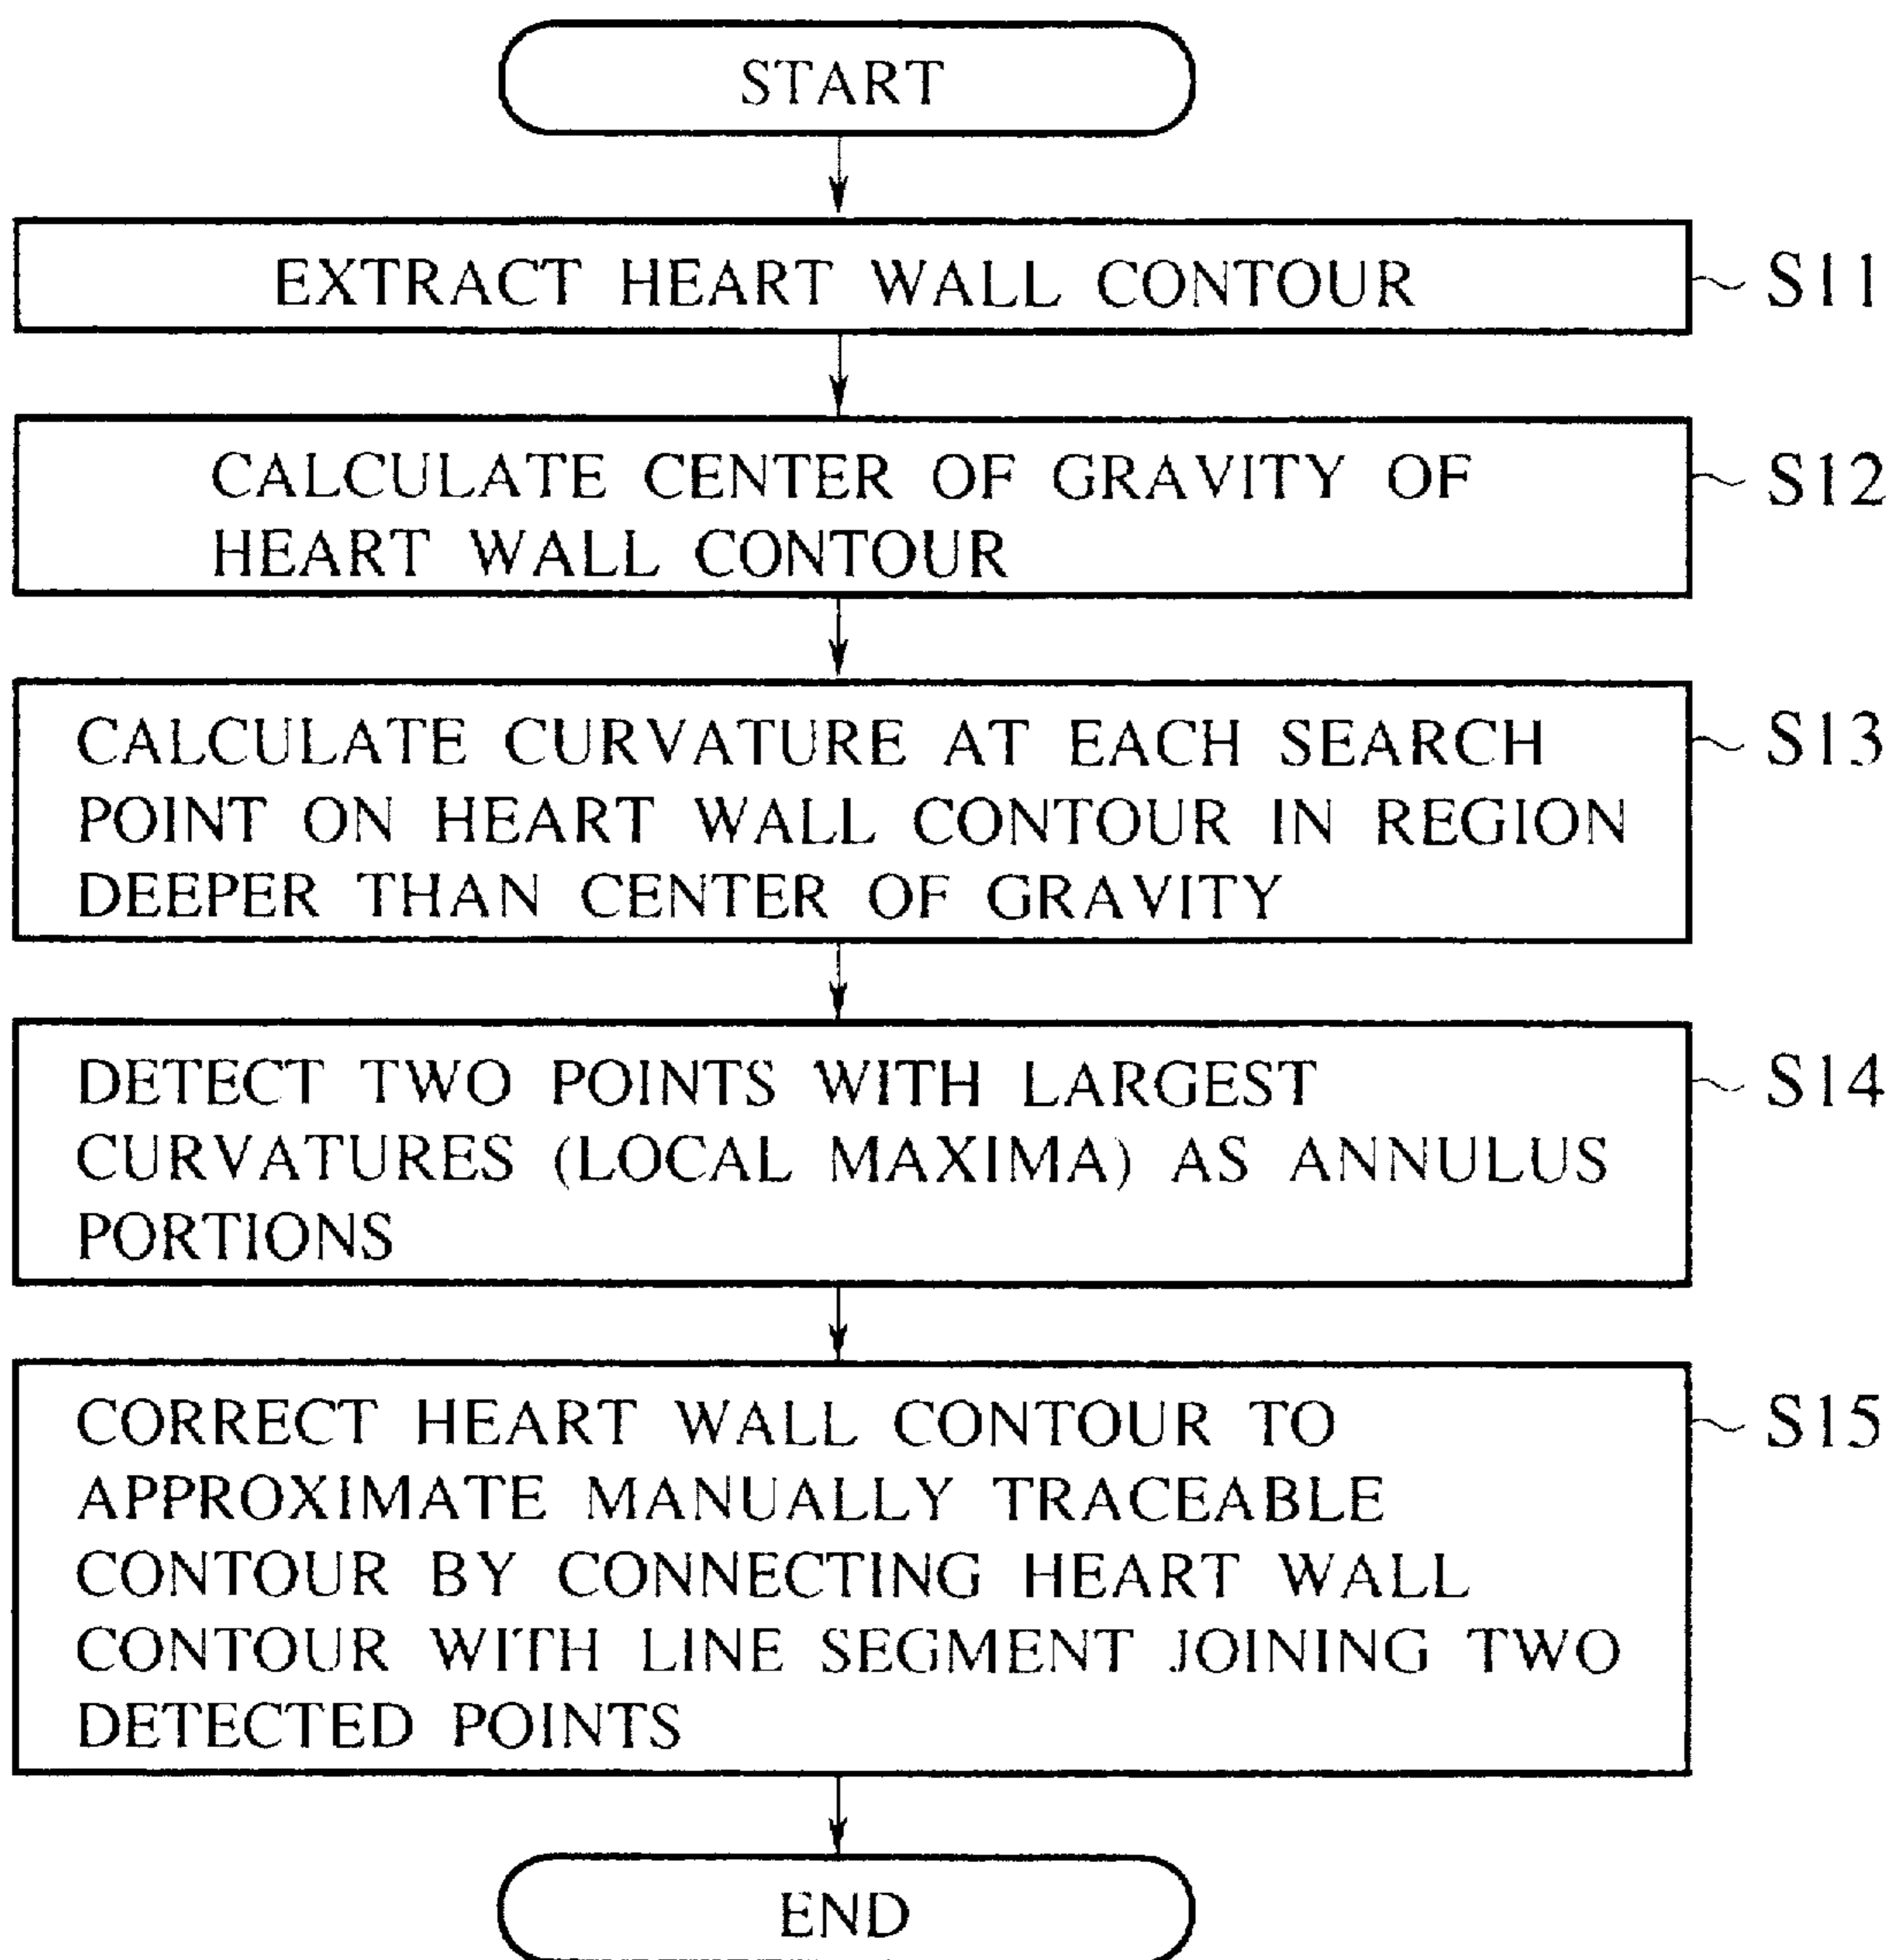 START
EXTRACT HEART WALL CONTOUR
S11
CALCULATE CENTER OF GRAVITY OF
HEART WALL CONTOUR
S12
CALCULATE CURVATURE AT EACH SEARCH
POINT ON HEART WALL CONTOUR IN REGION
DEEPER THAN CENTER OF GRAVITY
S13
DETECT TWO POINTS WITH LARGEST
CURVATURES (LOCAL MAXIMA) AS ANNULUS
PORTIONS
S14
CORRECT HEART WALL CONTOUR TO
APPROXIMATE MANUALLY TRACEABLE
CONTOUR BY CONNECTING HEART WALL
CONTOUR WITH LINE SEGMENT JOINING TWO
DETECTED POINTS
S15
END